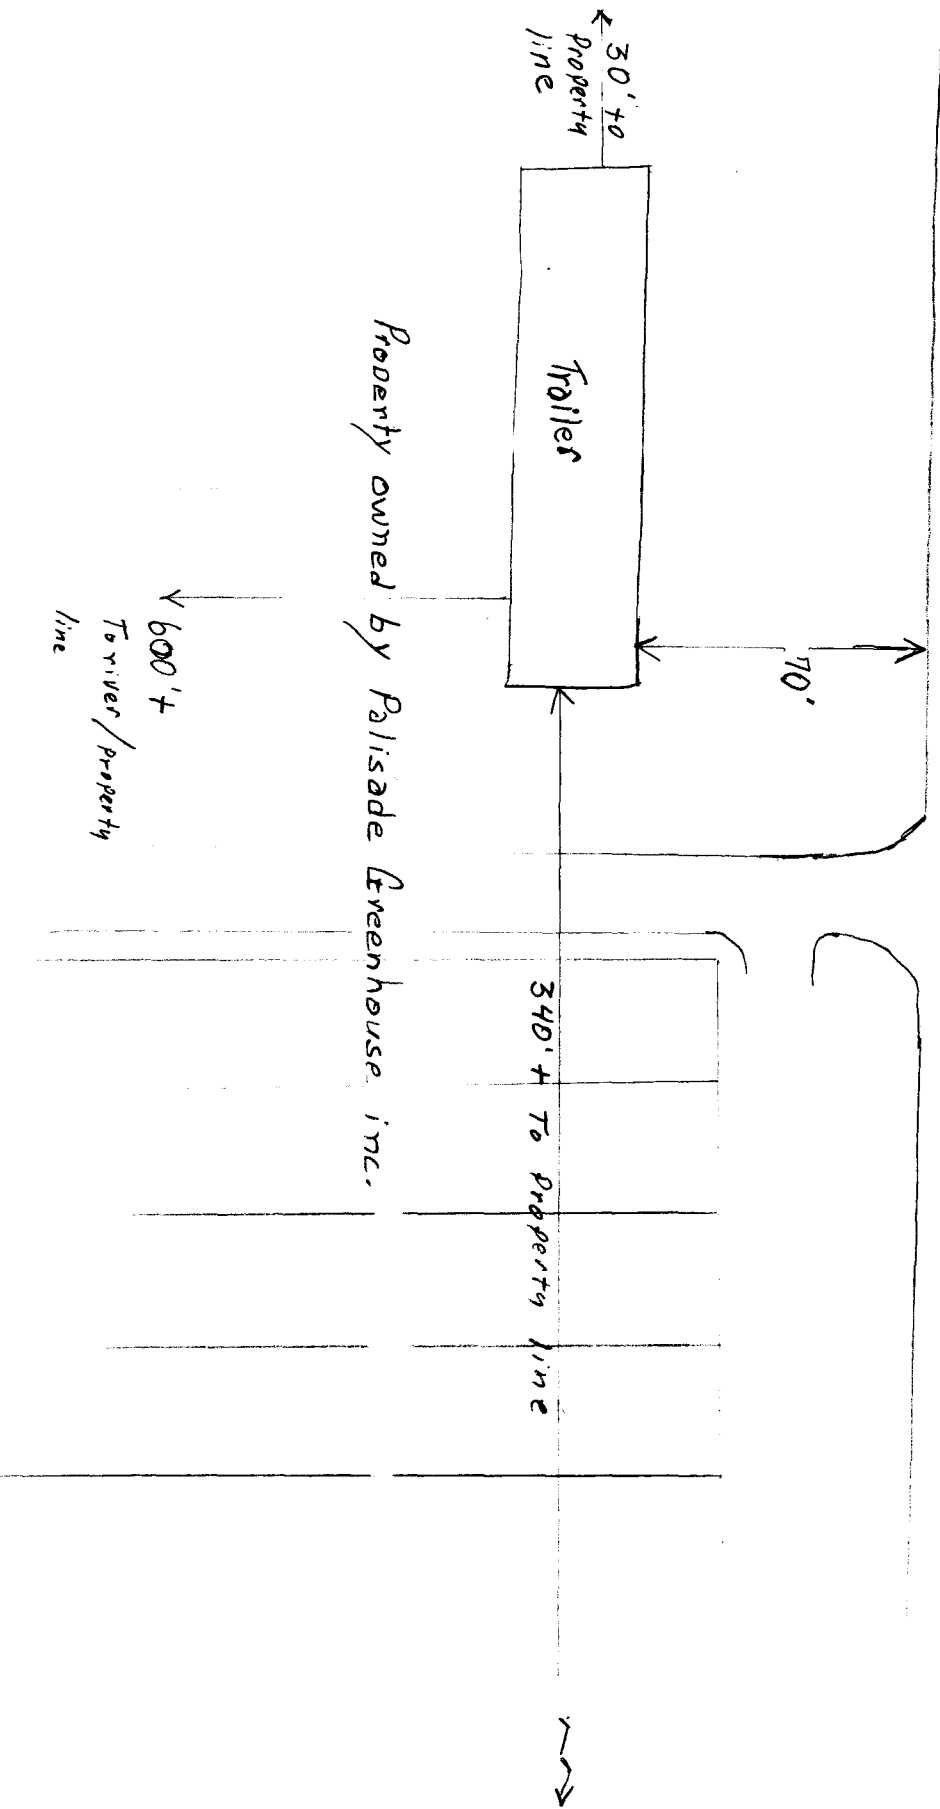 30' to
property
line
Trailer
70'
Property owned by Palisade Greenhouse inc.
340'+ To property line
600'+
To river/property
line